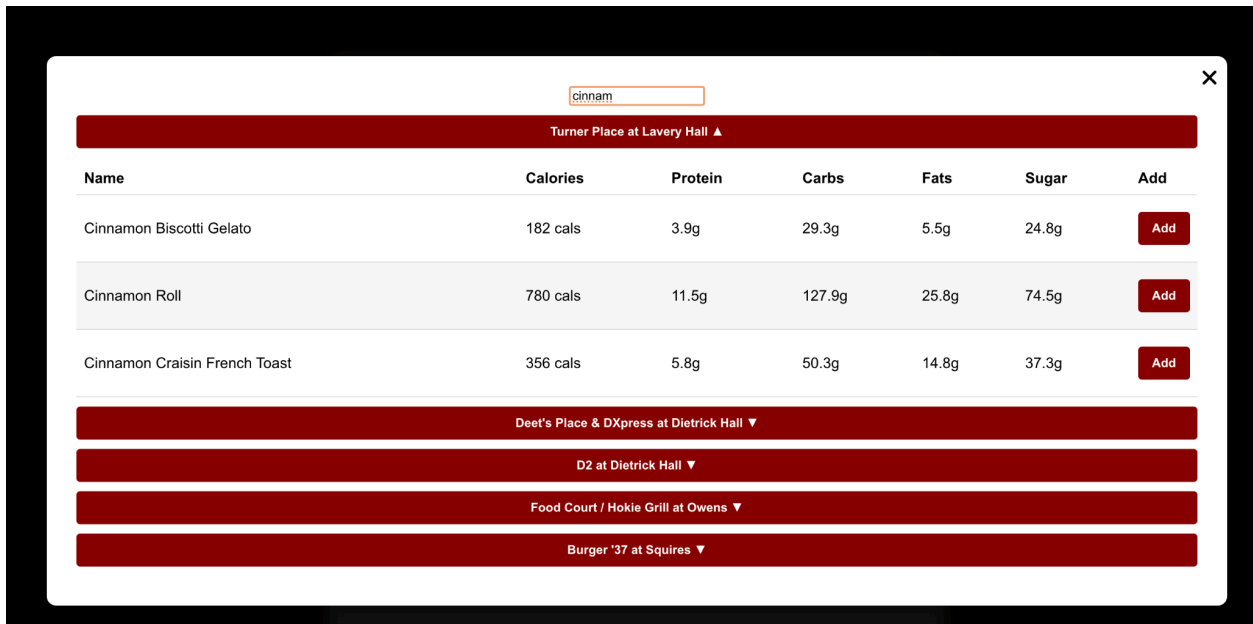 ✕
cinnam
Turner Place at Lavery Hall ▲
Name Calories Protein Carbs Fats Sugar Add
Cinnamon Biscotti Gelato 182 cals 3.9g 29.3g 5.5g 24.8g Add
Cinnamon Roll 780 cals 11.5g 127.9g 25.8g 74.5g Add
Cinnamon Craisin French Toast 356 cals 5.8g 50.3g 14.8g 37.3g Add
Deet's Place & DXpress at Dietrick Hall ▼
D2 at Dietrick Hall ▼
Food Court / Hokie Grill at Owens ▼
Burger '37 at Squires ▼